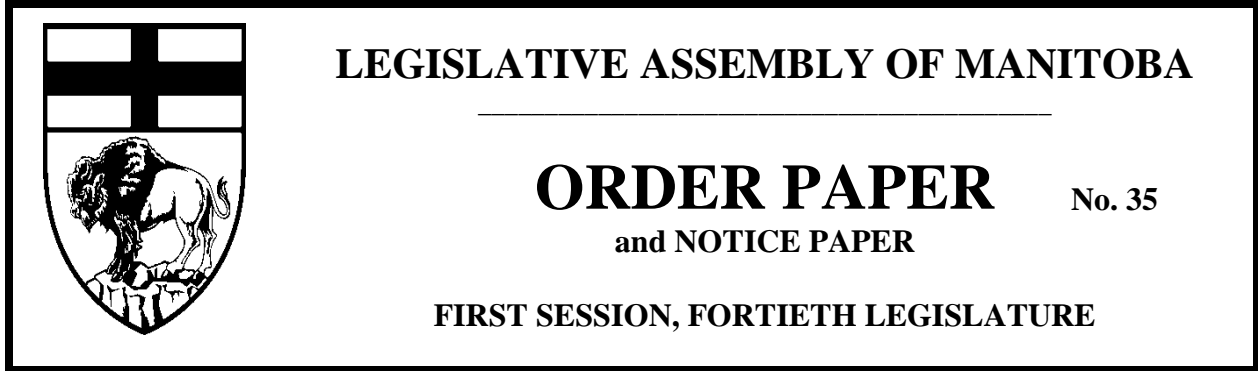 LEGISLATIVE ASSEMBLY OF MANITOBA
ORDER PAPER No. 35
and NOTICE PAPER
FIRST SESSION, FORTIETH LEGISLATURE